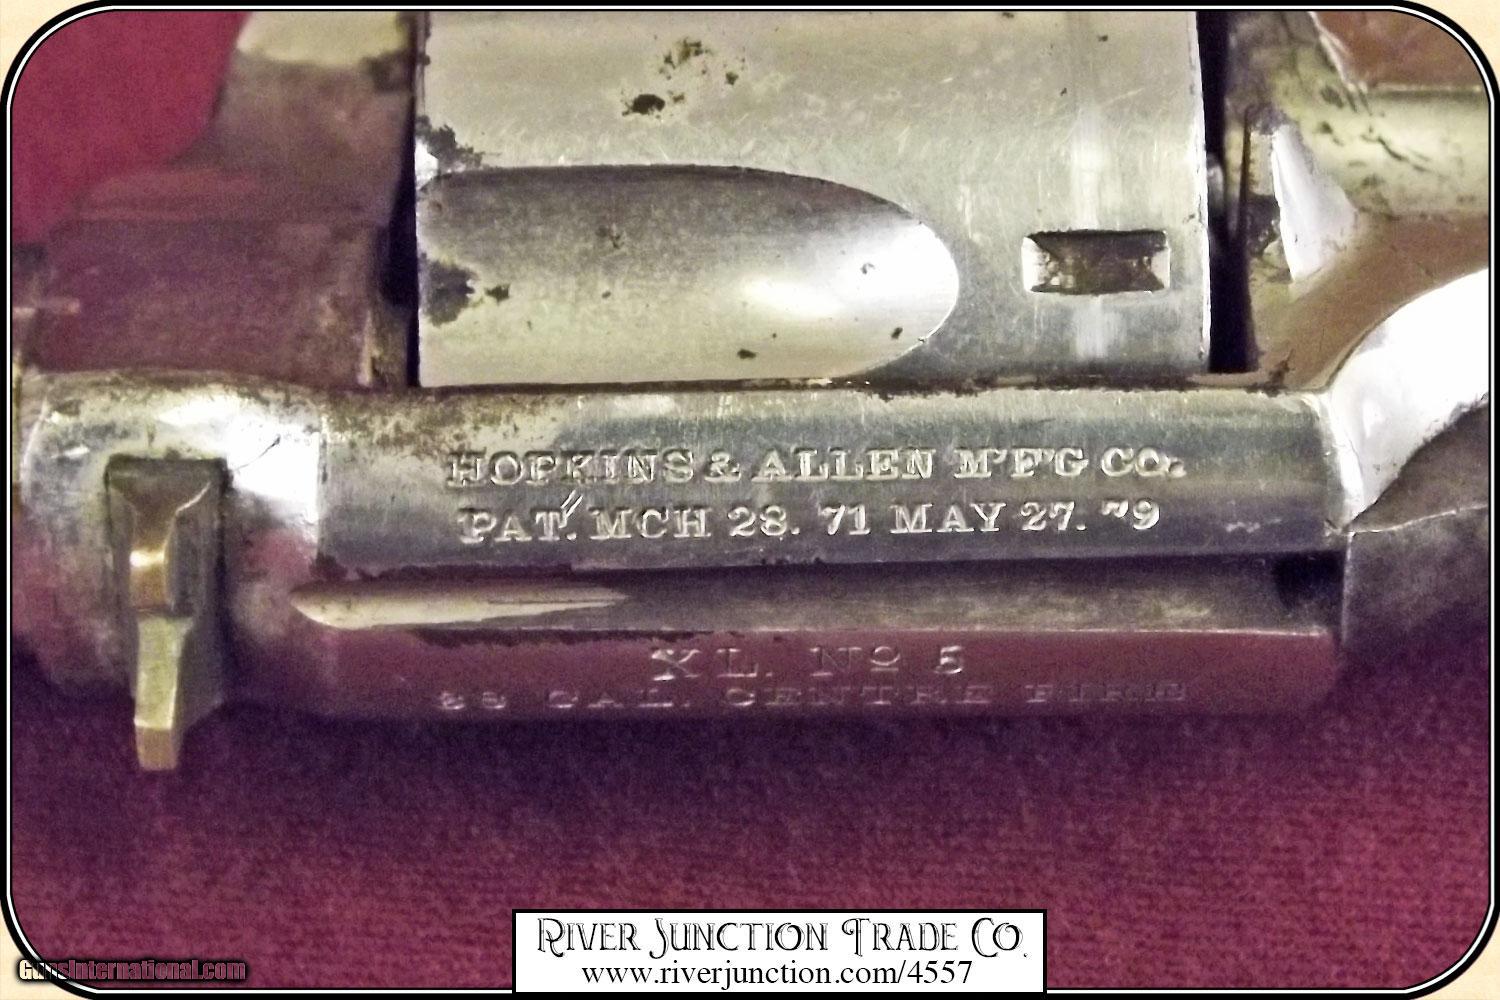 HOPKINS & ALLEN M'F'G CO.
PAT. MCH 28. 71 MAY 27. 79
XL. No 5
38 CAL. CENTRE FIRE
RIVER JUNCTION TRADE CO.
www.riverjunction.com/4557
GunsInternational.com